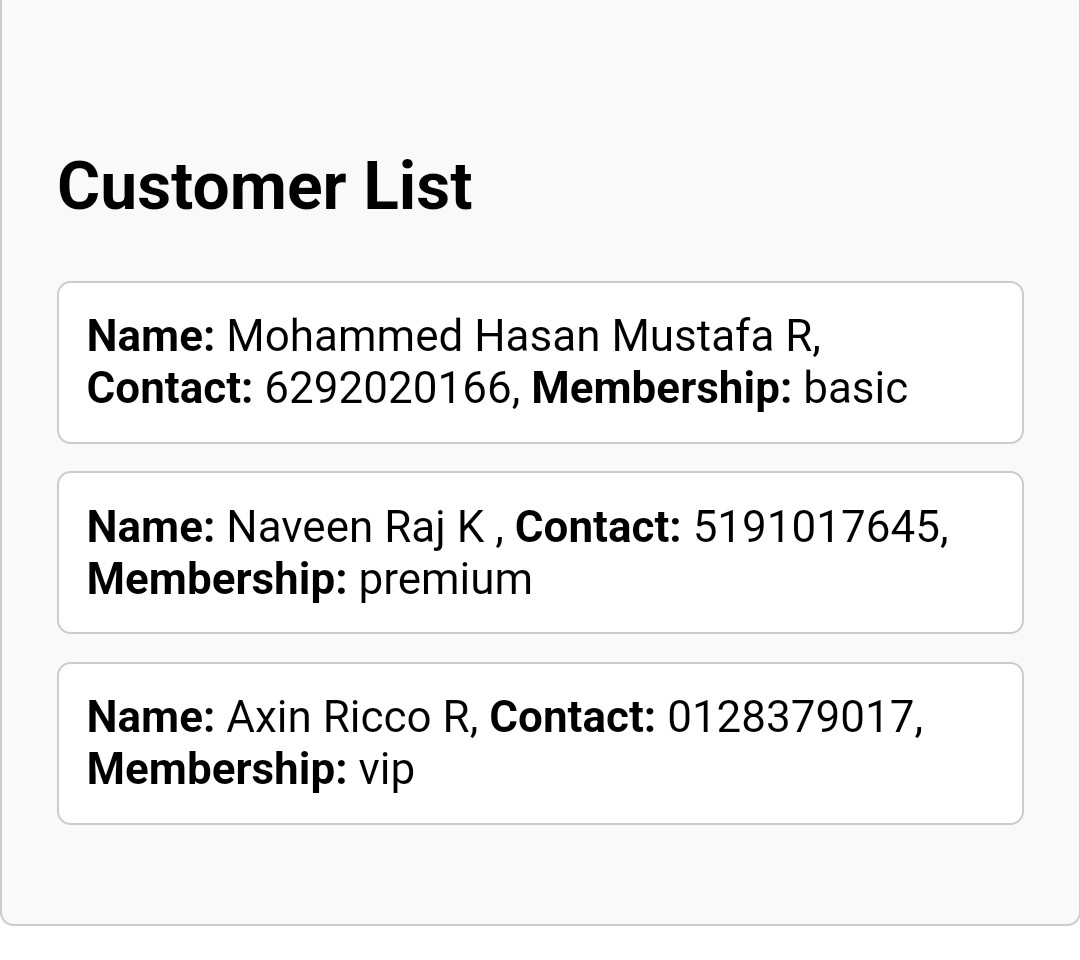 Customer List
Name: Mohammed Hasan Mustafa R,
Contact: 6292020166, Membership: basic
Name: Naveen Raj K , Contact: 5191017645,
Membership: premium
Name: Axin Ricco R, Contact: 0128379017,
Membership: vip